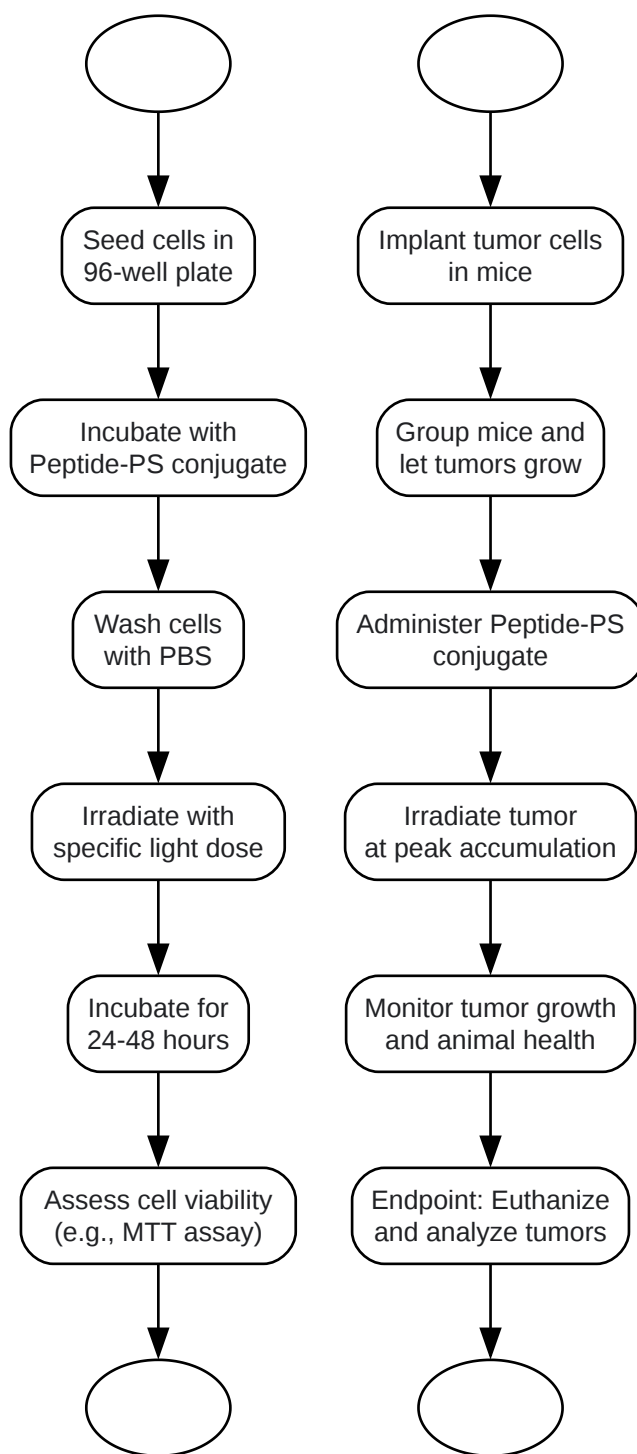 Seed cells in
96-well plate
Incubate with
Peptide-PS conjugate
Wash cells
with PBS
Irradiate with
specific light dose
Incubate for
24-48 hours
Assess cell viability
(e.g., MTT assay)
Implant tumor cells
in mice
Group mice and
let tumors grow
Administer Peptide-PS
conjugate
Irradiate tumor
at peak accumulation
Monitor tumor growth
and animal health
Endpoint: Euthanize
and analyze tumors